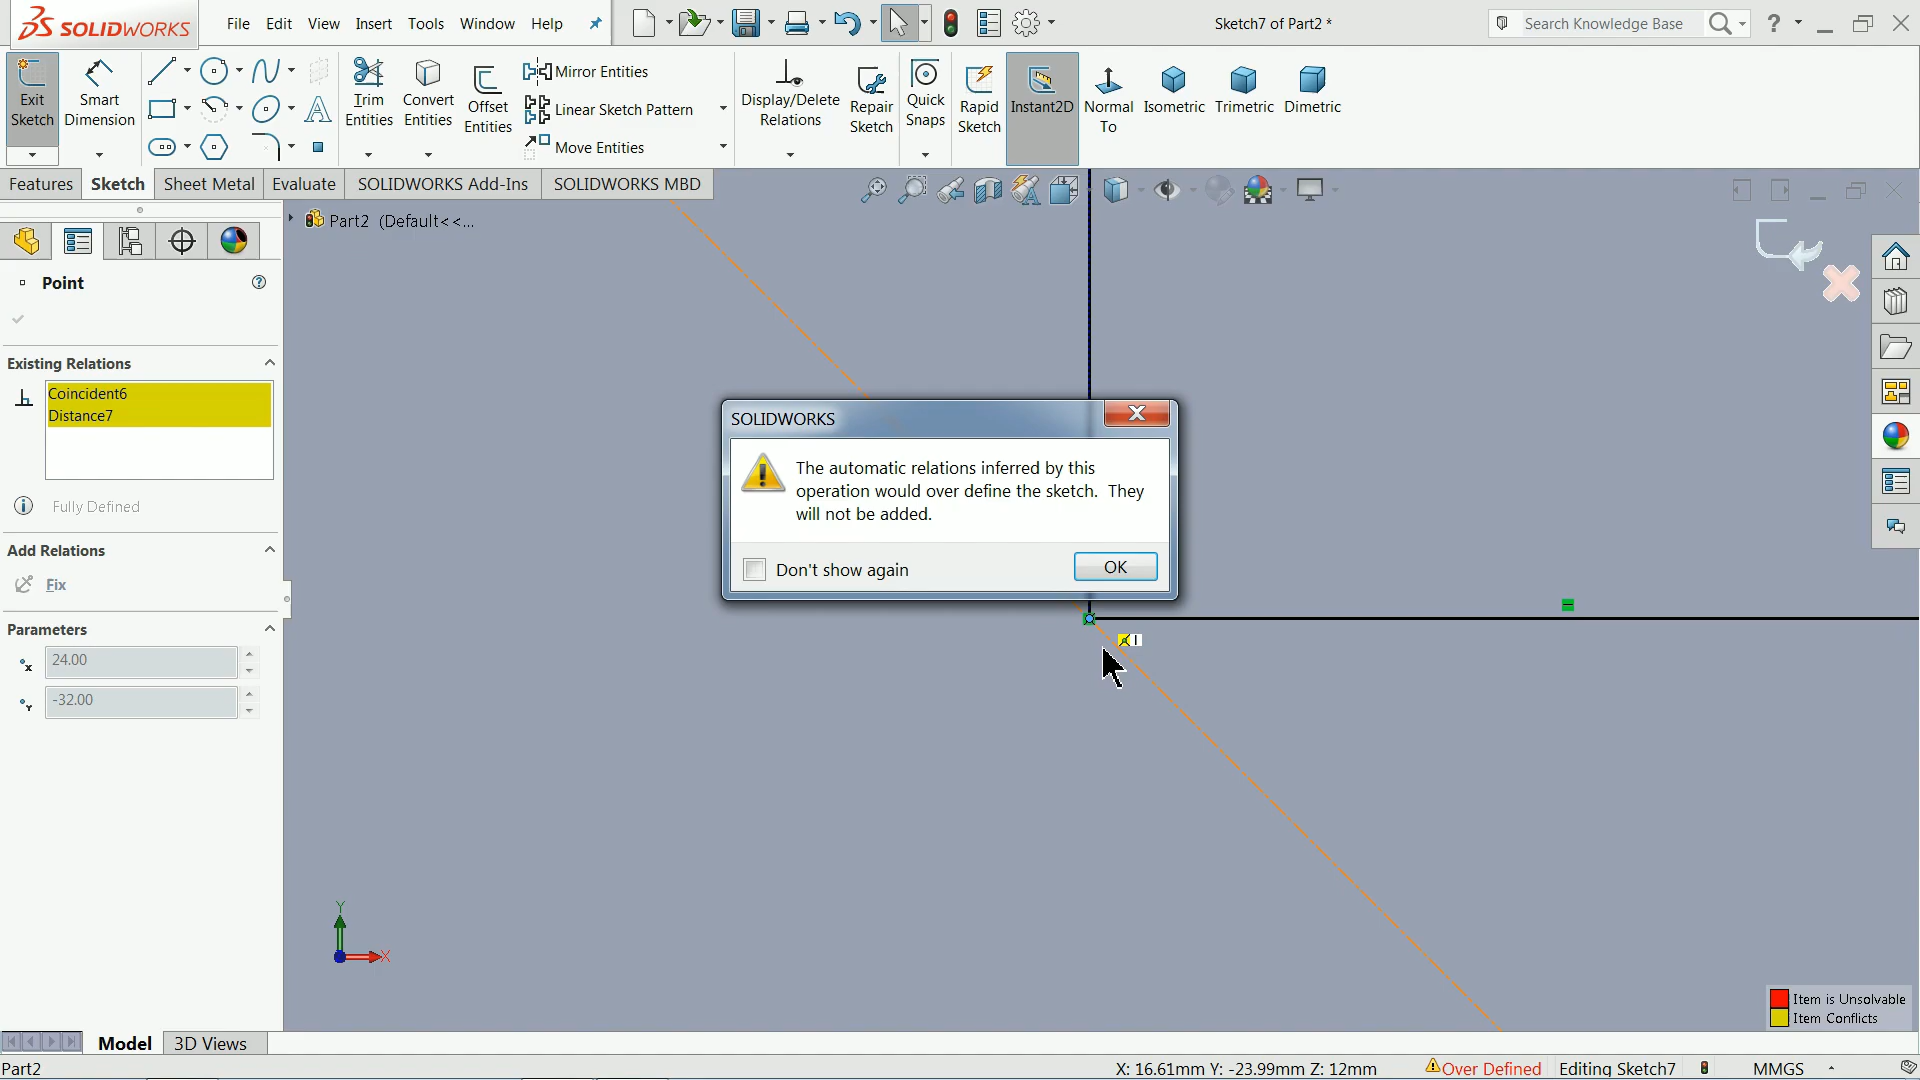 SOLIDWORKS
File Edit View Insert Tools Window Help
Sketch7 of Part2 *
Search Knowledge Base
?
Exit Sketch
Smart Dimension
Trim Entities
Convert Entities
Offset Entities
Mirror Entities
Linear Sketch Pattern
Move Entities
Display/Delete Relations
Repair Sketch
Quick Snaps
Rapid Sketch
Instant2D
Normal To
Isometric
Trimetric
Dimetric
Features Sketch Sheet Metal Evaluate SOLIDWORKS Add-Ins SOLIDWORKS MBD
Part2 (Default<<...
Point
?
Existing Relations
Coincident6
Distance7
Fully Defined
Add Relations
Fix
Parameters
X
24.00
Y
-32.00
SOLIDWORKS
The automatic relations inferred by this
operation would over define the sketch. They
will not be added.
Don't show again
OK
Y
X
Item is Unsolvable
Item Conflicts
Model 3D Views
Part2
X: 16.61mm Y: -23.99mm Z: 12mm
Over Defined
Editing Sketch7
MMGS